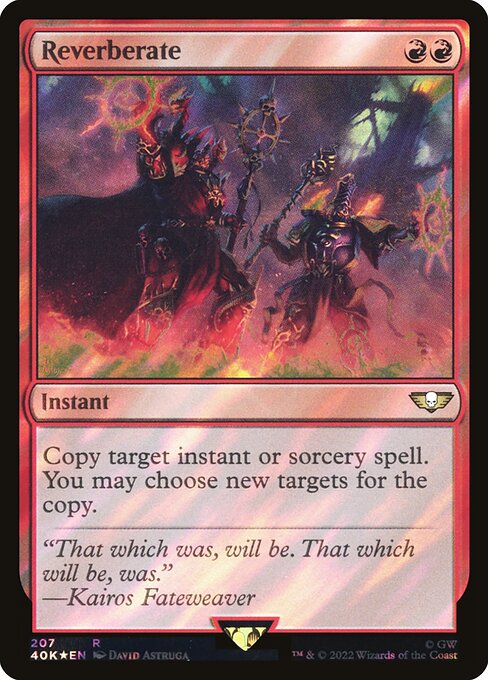 Reverberate
Instant
Copy target instant or sorcery spell.
You may choose new targets for the
copy.
“That which was, will be. That which
will be, was.”
—Kairos Fateweaver
207 R
40K★EN David Astruga
© GW
™ & © 2022 Wizards of the Coast